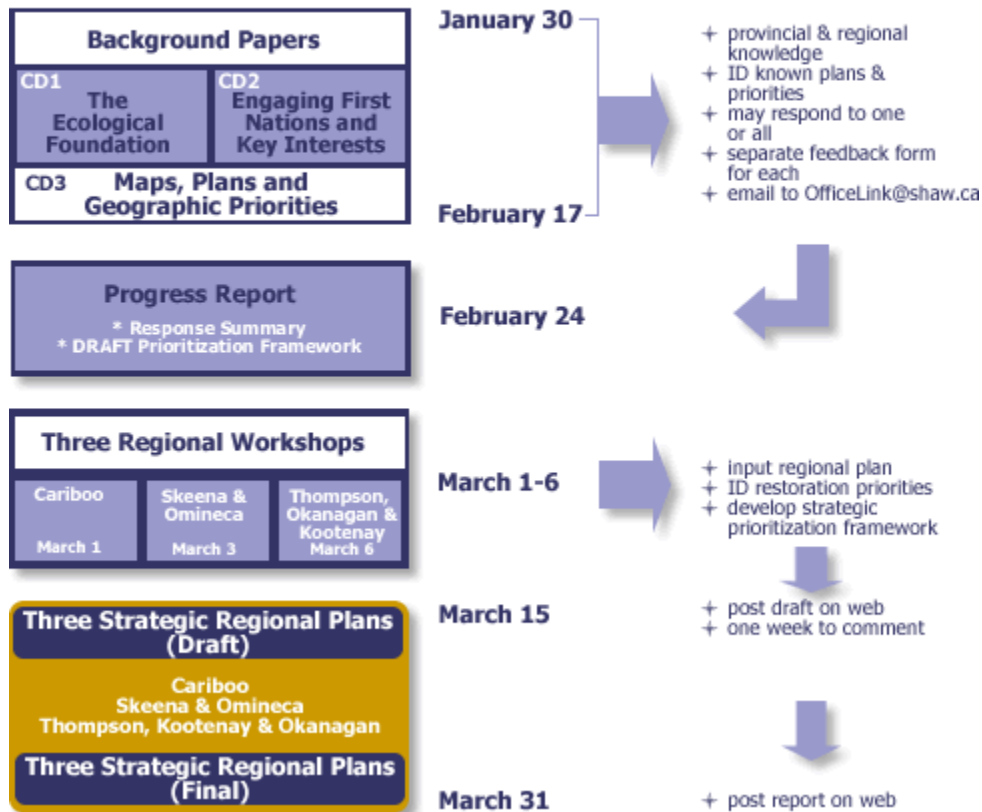 Background Papers
CD1
The
Ecological
Foundation
CD2
Engaging First
Nations and
Key Interests
CD3 Maps, Plans and
Geographic Priorities
January 30
February 17
+ provincial & regional
knowledge
+ ID known plans &
priorities
+ may respond to one
or all
+ separate feedback form
for each
+ email to OfficeLink@shaw.ca
Progress Report
* Response Summary
* DRAFT Prioritization Framework
February 24
Three Regional Workshops
Cariboo
March 1
Skeena &
Omineca
March 3
Thompson,
Okanagan &
Kootenay
March 6
March 1-6
+ input regional plan
+ ID restoration priorities
+ develop strategic
prioritization framework
Three Strategic Regional Plans
(Draft)
March 15
+ post draft on web
+ one week to comment
Cariboo
Skeena & Omineca
Thompson, Kootenay & Okanagan
Three Strategic Regional Plans
(Final)
March 31
+ post report on web